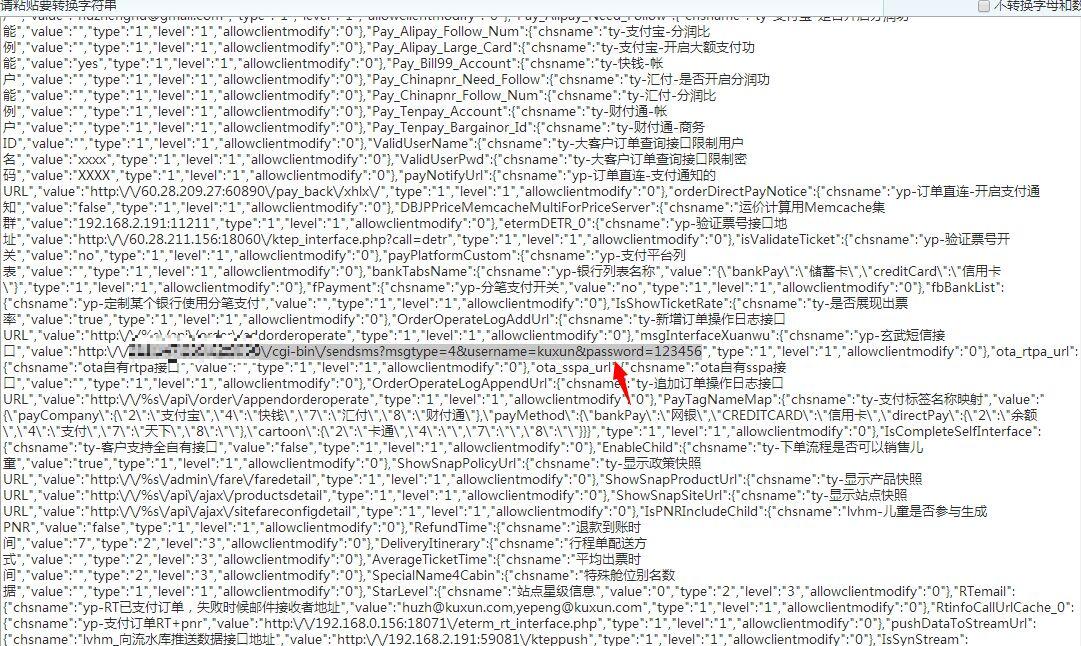 请粘贴要转换字符串
不转换字母和数
","value":"huzhenghu@gmail.com","type":"1","level":"1","allowclientmodify":"0"},"Pay_Alipay_Need_Follow":{"chsname":"ty-支付宝-是否开启分润功
能","value":"","type":"1","level":"1","allowclientmodify":"0"},"Pay_Alipay_Follow_Num":{"chsname":"ty-支付宝-分润比
例","value":"","type":"1","level":"1","allowclientmodify":"0"},"Pay_Alipay_Large_Card":{"chsname":"ty-支付宝-开启大额支付功
能","value":"yes","type":"1","level":"1","allowclientmodify":"0"},"Pay_Bill99_Account":{"chsname":"ty-快钱-帐
户","value":"","type":"1","level":"1","allowclientmodify":"0"},"Pay_Chinapnr_Need_Follow":{"chsname":"ty-汇付-是否开启分润功
能","value":"","type":"1","level":"1","allowclientmodify":"0"},"Pay_Chinapnr_Follow_Num":{"chsname":"ty-汇付-分润比
例","value":"","type":"1","level":"1","allowclientmodify":"0"},"Pay_Tenpay_Account":{"chsname":"ty-财付通-帐
户","value":"","type":"1","level":"1","allowclientmodify":"0"},"Pay_Tenpay_Bargainor_Id":{"chsname":"ty-财付通-商务
ID","value":"","type":"1","level":"1","allowclientmodify":"0"},"ValidUserName":{"chsname":"ty-大客户订单查询接口限制用户
名","value":"xxxx","type":"1","level":"1","allowclientmodify":"0"},"ValidUserPwd":{"chsname":"ty-大客户订单查询接口限制密
码","value":"XXXX","type":"1","level":"1","allowclientmodify":"0"},"payNotifyUrl":{"chsname":"yp-订单直连-支付通知的
URL","value":"http:\/\/60.28.209.27:60890\/pay_back\/xhlx\/","type":"1","level":"1","allowclientmodify":"0"},"orderDirectPayNotice":{"chsname":"yp-订单直连-开启支付通
知","value":"false","type":"1","level":"1","allowclientmodify":"0"},"DBJPPriceMemcacheMultiForPriceServer":{"chsname":"运价计算用Memcache集
群","value":"192.168.2.191:11211","type":"1","level":"1","allowclientmodify":"0"},"etermDETR_0":{"chsname":"yp-验证票号接口地
址","value":"http:\/\/60.28.211.156:18060\/ktep_interface.php?call=detr","type":"1","level":"1","allowclientmodify":"0"},"isValidateTicket":{"chsname":"yp-验证票号开
关","value":"no","type":"1","level":"1","allowclientmodify":"0"},"payPlatformCustom":{"chsname":"yp-支付平台列
表","value":"","type":"1","level":"1","allowclientmodify":"0"},"bankTabsName":{"chsname":"yp-银行列表名称","value":"{\"bankPay\":\"储蓄卡\",\"creditCard\":\"信用卡
\"}","type":"1","level":"1","allowclientmodify":"0"},"fPayment":{"chsname":"yp-分笔支付开关","value":"no","type":"1","level":"1","allowclientmodify":"0"},"fbBankList":
{"chsname":"yp-定制某个银行使用分笔支付","value":"","type":"1","level":"1","allowclientmodify":"0"},"IsShowTicketRate":{"chsname":"ty-是否展现出票
率","value":"true","type":"1","level":"1","allowclientmodify":"0"},"OrderOperateLogAddUrl":{"chsname":"ty-新增订单操作日志接口
URL","value":"http:\/\/%s\/api\/order\/addorderoperate","type":"1","level":"1","allowclientmodify":"0"},"msgInterfaceXuanwu":{"chsname":"yp-玄武短信接
口","value":"http:\/\/ \/cgi-bin\/sendsms?msgtype=4&username=kuxun&password=123456","type":"1","level":"1","allowclientmodify":"0"},"ota_rtpa_url":
{"chsname":"ota自有rtpa接口","value":"","type":"1","level":"1","allowclientmodify":"0"},"ota_sspa_url":{"chsname":"ota自有sspa接
口","value":"","type":"1","level":"1","allowclientmodify":"0"},"OrderOperateLogAppendUrl":{"chsname":"ty-追加订单操作日志接口
URL","value":"http:\/\/%s\/api\/order\/appendorderoperate","type":"1","level":"1","allowclientmodify":"0"},"PayTagNameMap":{"chsname":"ty-支付标签名称映射","value":"
{\"payCompany\":{\"2\":\"支付宝\",\"4\":\"快钱\",\"7\":\"汇付\",\"8\":\"财付通\"},\"payMethod\":{\"bankPay\":\"网银\",\"CREDITCARD\":\"信用卡\",\"directPay\":{\"2\":\"余额
\",\"4\":\"支付\",\"7\":\"天下\",\"8\":\"\"},\"cartoon\":{\"2\":\"卡通\",\"4\":\"\",\"7\":\"\",\"8\":\"\"}}}","type":"1","level":"1","allowclientmodify":"0"},"IsCompleteSelfInterface":
{"chsname":"ty-客户支持全自有接口","value":"false","type":"1","level":"1","allowclientmodify":"0"},"EnableChild":{"chsname":"ty-下单流程是否可以销售儿
童","value":"true","type":"1","level":"1","allowclientmodify":"0"},"ShowSnapPolicyUrl":{"chsname":"ty-显示政策快照
URL","value":"http:\/\/%s\/admin\/fare\/faredetail","type":"1","level":"1","allowclientmodify":"0"},"ShowSnapProductUrl":{"chsname":"ty-显示产品快照
URL","value":"http:\/\/%s\/api\/ajax\/productsdetail","type":"1","level":"1","allowclientmodify":"0"},"ShowSnapSiteUrl":{"chsname":"ty-显示站点快照
URL","value":"http:\/\/%s\/api\/ajax\/sitefareconfigdetail","type":"1","level":"1","allowclientmodify":"0"},"IsPNRIncludeChild":{"chsname":"lvhm-儿童是否参与生成
PNR","value":"false","type":"1","level":"1","allowclientmodify":"0"},"RefundTime":{"chsname":"退款到账时
间","value":"7","type":"2","level":"3","allowclientmodify":"0"},"DeliveryItinerary":{"chsname":"行程单配送方
式","value":"","type":"2","level":"3","allowclientmodify":"0"},"AverageTicketTime":{"chsname":"平均出票时
间","value":"","type":"2","level":"3","allowclientmodify":"0"},"SpecialName4Cabin":{"chsname":"特殊舱位别名数
据","value":"","type":"1","level":"1","allowclientmodify":"0"},"StarLevel":{"chsname":"站点星级信息","value":"0","type":"2","level":"3","allowclientmodify":"0"},"RTemail":
{"chsname":"yp-RT已支付订单，失败时候邮件接收者地址","value":"huzh@kuxun.com,yepeng@kuxun.com","type":"1","level":"1","allowclientmodify":"0"},"RtinfoCallUrlCache_0":
{"chsname":"yp-支付订单RT+pnr","value":"http:\/\/192.168.0.156:18071\/eterm_rt_interface.php","type":"1","level":"1","allowclientmodify":"0"},"pushDataToStreamUrl":
{"chsname":"lvhm_向流水库推送数据接口地址","value":"http:\/\/192.168.2.191:59081\/kteppush","type":"1","level":"1","allowclientmodify":"0"},"IsSynStream":